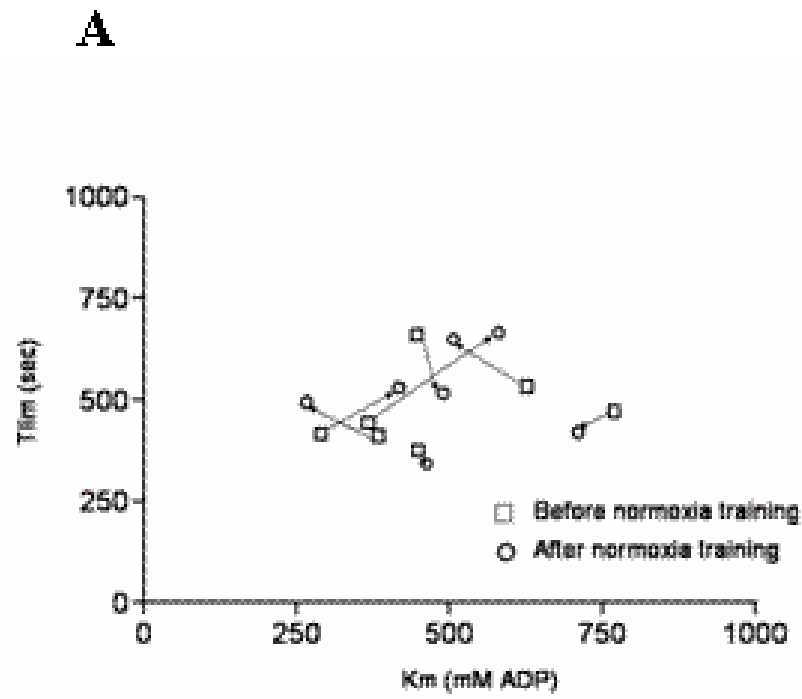 A
1000
750
500
250
0
Tlim (sec)
0 250 500 750 1000
Km (mM ADP)
Before normoxia training
After normoxia training